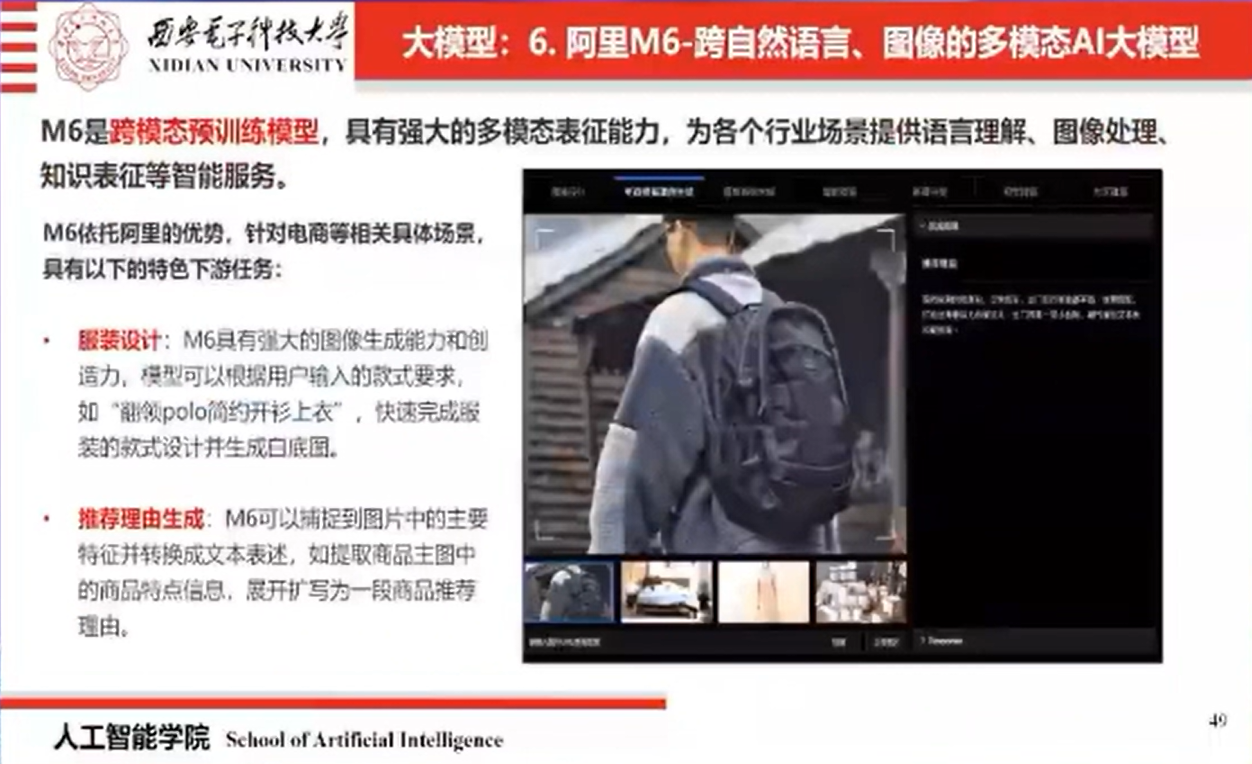 西安电子科技大学
XIDIAN UNIVERSITY
大模型：6. 阿里M6-跨自然语言、图像的多模态AI大模型
M6是跨模态预训练模型，具有强大的多模态表征能力，为各个行业场景提供语言理解、图像处理、
知识表征等智能服务。
M6依托阿里的优势，针对电商等相关具体场景，
具有以下的特色下游任务：
• 服装设计：M6具有强大的图像生成能力和创
造力，模型可以根据用户输入的款式要求，
如“翻领polo简约开衫上衣”，快速完成服
装的款式设计并生成白底图。
• 推荐理由生成：M6可以捕捉到图片中的主要
特征并转换成文本表述，如提取商品主图中
的商品特点信息，展开扩写为一段商品推荐
理由。
人工智能学院 School of Artificial Intelligence
49